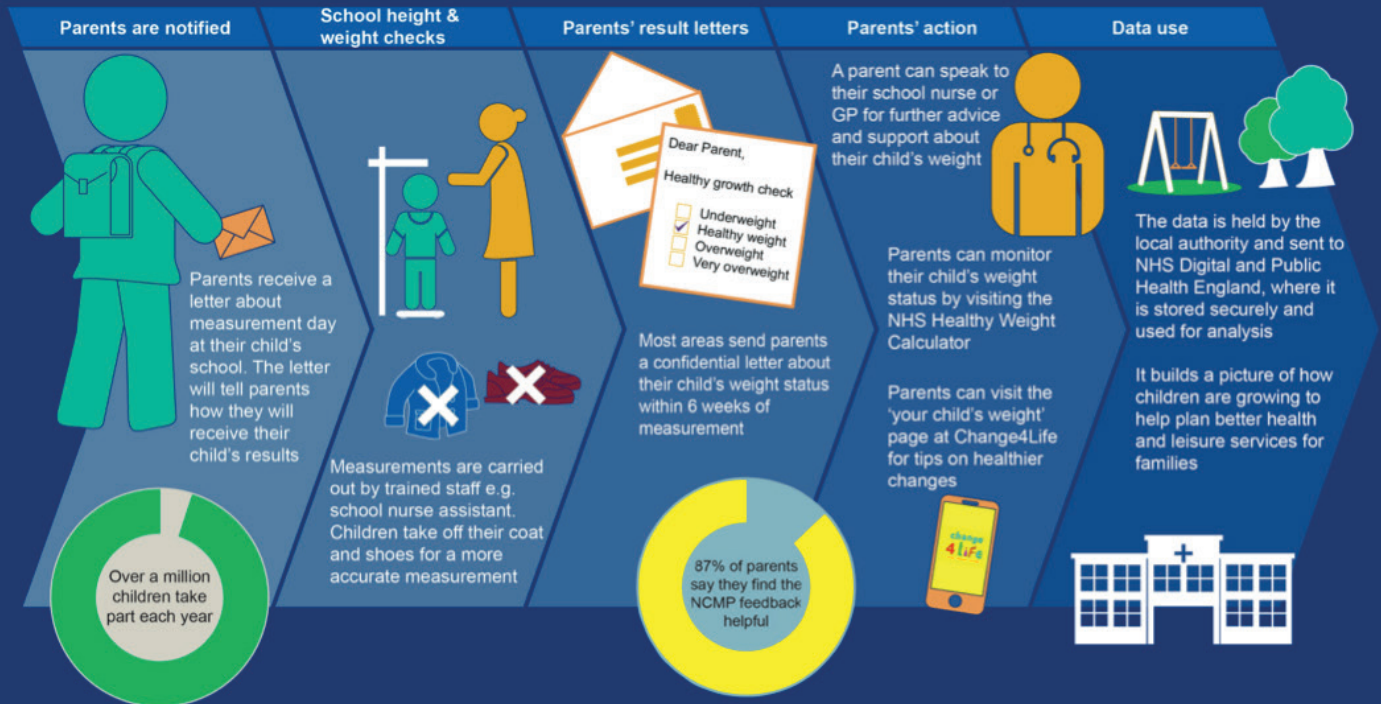 Parents are notified
School height &
weight checks
Parents' result letters
Parents' action
Data use
Parents receive a
letter about
measurement day
at their child's
school. The letter
will tell parents
how they will
receive their
child's results
Over a million
children take
part each year
Measurements are carried
out by trained staff e.g.
school nurse assistant.
Children take off their coat
and shoes for a more
accurate measurement
Dear Parent,
Healthy growth check
Underweight
Healthy weight
Overweight
Very overweight
Most areas send parents
a confidential letter about
their child's weight status
within 6 weeks of
measurement
87% of parents
say they find the
NCMP feedback
helpful
A parent can speak to
their school nurse or
GP for further advice
and support about
their child's weight
Parents can monitor
their child's weight
status by visiting the
NHS Healthy Weight
Calculator
Parents can visit the
'your child's weight'
page at Change4Life
for tips on healthier
changes
change
4LiFe
The data is held by the
local authority and sent to
NHS Digital and Public
Health England, where it
is stored securely and
used for analysis
It builds a picture of how
children are growing to
help plan better health
and leisure services for
families